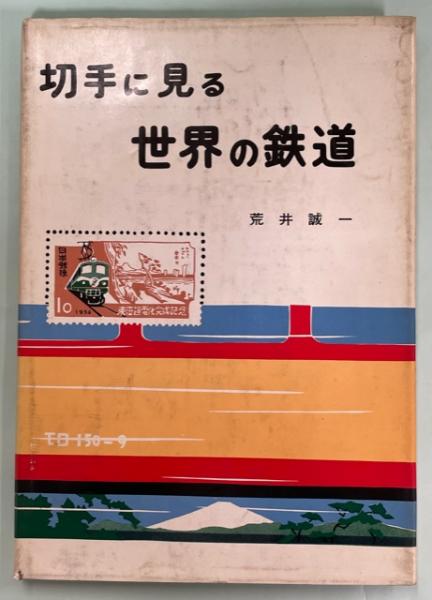 切手に見る
世界の鉄道
荒井誠一
日本郵便
10
1956
東海道電化完成記念
150-9